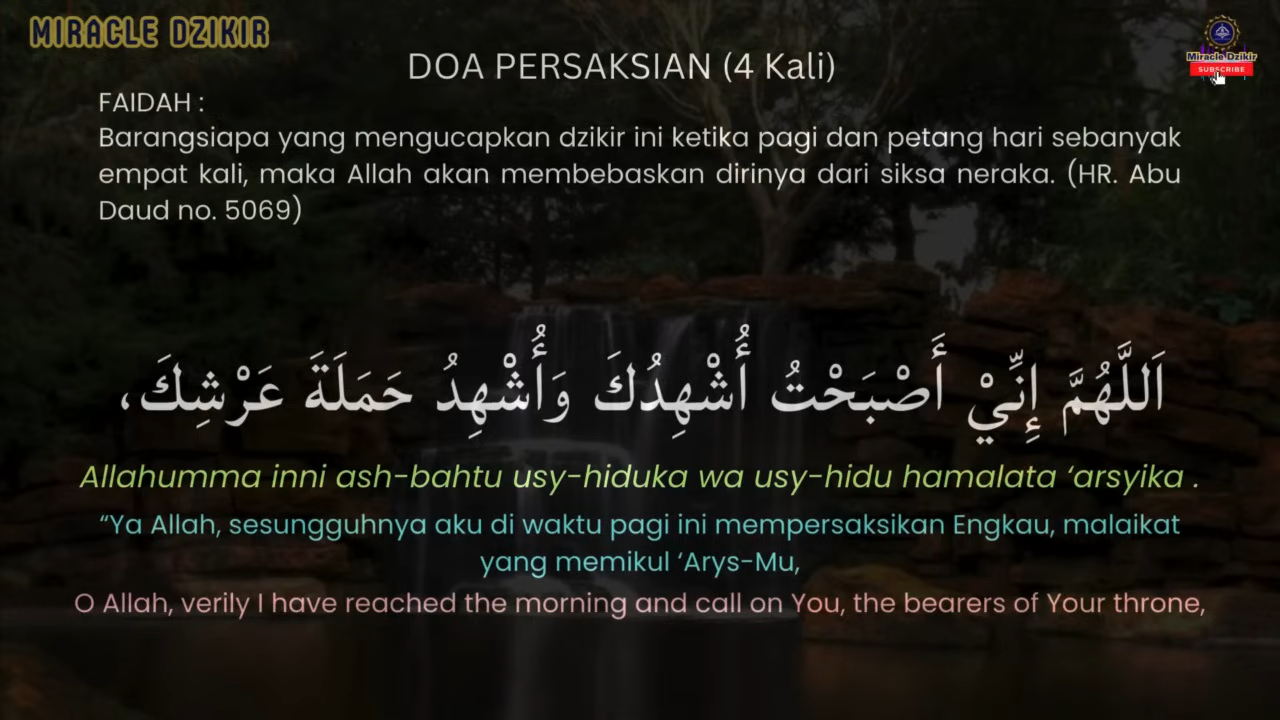 MIRACLE DZIKIR
Miracle Dzikir
SUBSCRIBE
DOA PERSAKSIAN (4 Kali)
FAIDAH :
Barangsiapa yang mengucapkan dzikir ini ketika pagi dan petang hari sebanyak
empat kali, maka Allah akan membebaskan dirinya dari siksa neraka. (HR. Abu
Daud no. 5069)
اَللَّهُمَّ إِنِّيْ أَصْبَحْتُ أُشْهِدُكَ وَأُشْهِدُ حَمَلَةَ عَرْشِكَ،
Allahumma inni ash-bahtu usy-hiduka wa usy-hidu hamalata ‘arsyika .
“Ya Allah, sesungguhnya aku di waktu pagi ini mempersaksikan Engkau, malaikat
yang memikul ‘Arys-Mu,
O Allah, verily I have reached the morning and call on You, the bearers of Your throne,